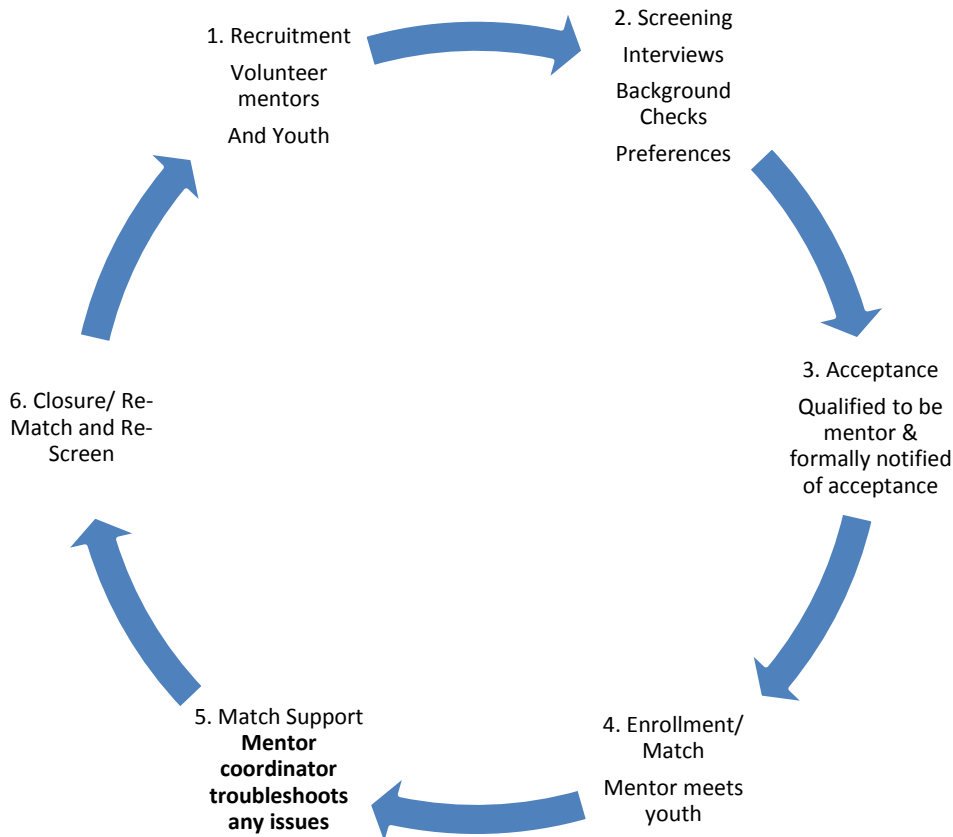 1. Recruitment
Volunteer
mentors
And Youth
2. Screening
Interviews
Background
Checks
Preferences
3. Acceptance
Qualified to be
mentor &
formally notified
of acceptance
4. Enrollment/
Match
Mentor meets
youth
5. Match Support
Mentor
coordinator
troubleshoots
any issues
6. Closure/ Re-
Match and Re-
Screen